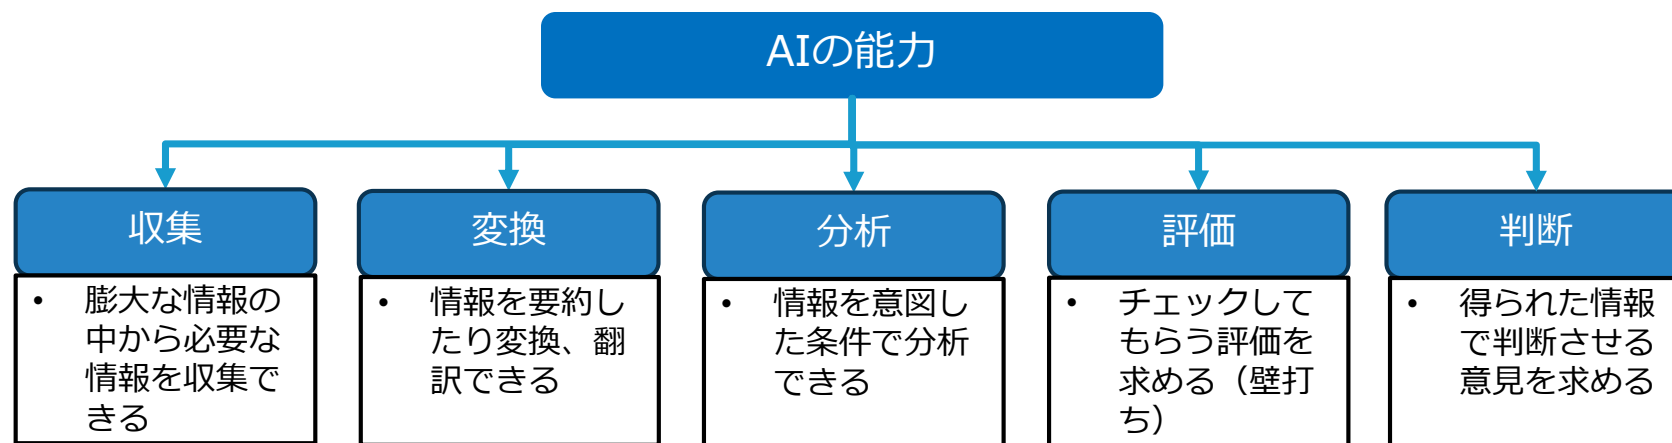 AIの能力
収集
• 膨大な情報の
中から必要な
情報を収集で
きる
変換
• 情報を要約し
たり変換、翻
訳できる
分析
• 情報を意図し
た条件で分析
できる
評価
• チェックして
もらう評価を
求める（壁打
ち）
判断
• 得られた情報
で判断させる
意見を求める